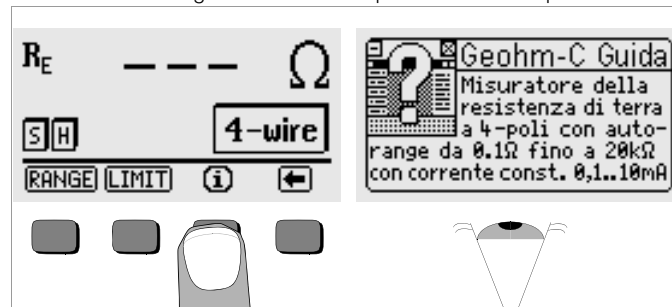 RE — — — Ω
S H 4-wire
RANGE LIMIT i ←
Geohm-C Guida
Misuratore della
resistenza di terra
a 4-poli con auto-
range da 0.1Ω fino a 20kΩ
con corrente const. 0,1..10mA